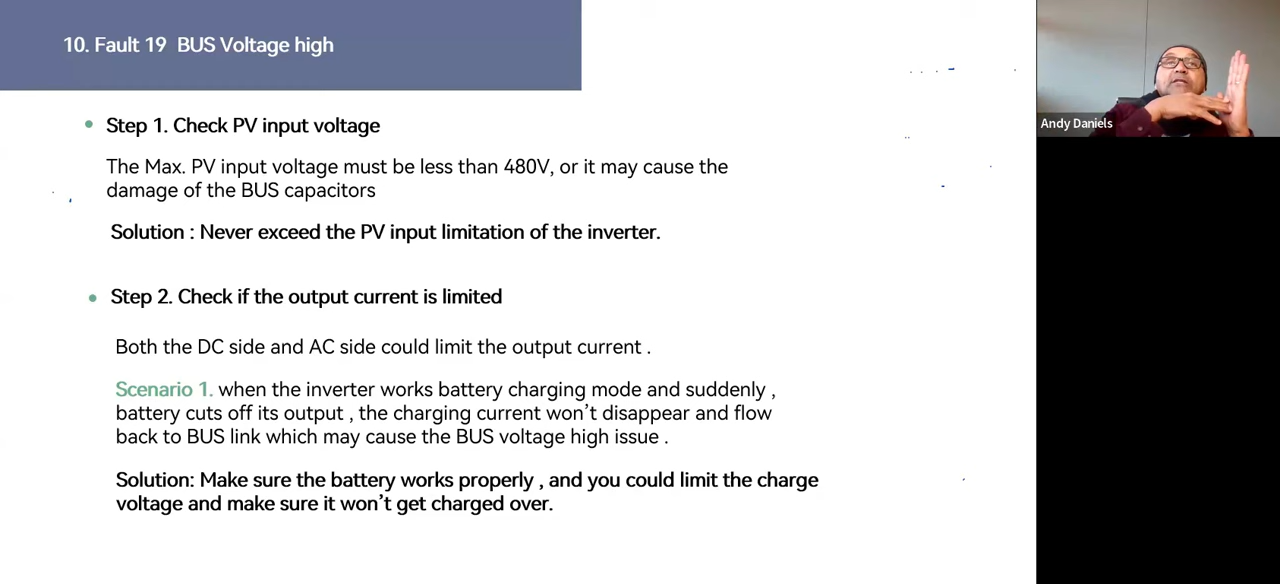 10. Fault 19 BUS Voltage high
Andy Daniels
Step 1. Check PV input voltage
The Max. PV input voltage must be less than 480V, or it may cause the
damage of the BUS capacitors
Solution : Never exceed the PV input limitation of the inverter.
Step 2. Check if the output current is limited
Both the DC side and AC side could limit the output current .
Scenario 1. when the inverter works battery charging mode and suddenly ,
battery cuts off its output , the charging current won’t disappear and flow
back to BUS link which may cause the BUS voltage high issue .
Solution: Make sure the battery works properly , and you could limit the charge
voltage and make sure it won’t get charged over.